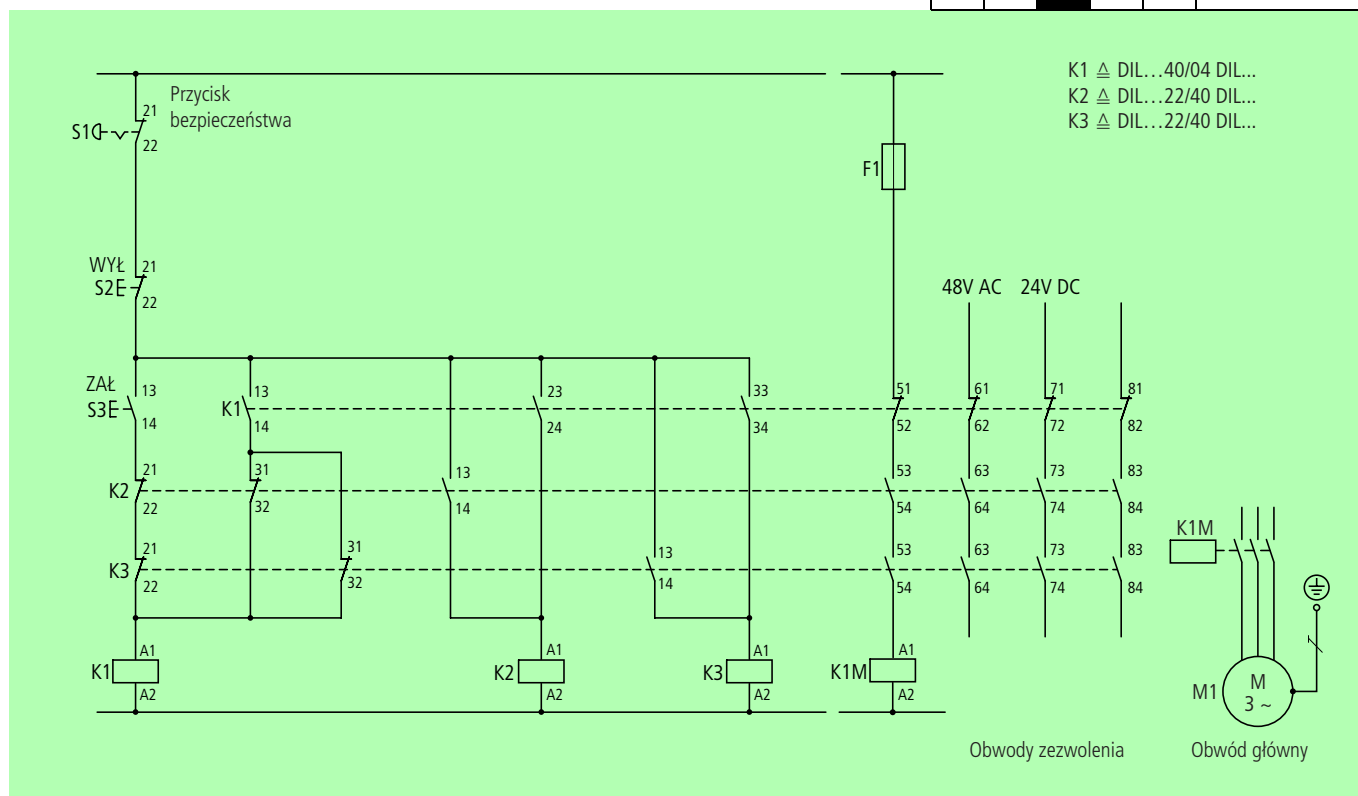 K1 ≙ DIL…40/04 DIL...
K2 ≙ DIL…22/40 DIL...
K3 ≙ DIL…22/40 DIL...
Przycisk
bezpieczeństwa
S1
21
22
F1
WYŁ
S2E
21
22
48V AC 24V DC
ZAŁ
S3E
13
14
K1
13
14
23
24
33
34
51
52
61
62
71
72
81
82
K2
21
22
31
32
13
14
53
54
63
64
73
74
83
84
K3
21
22
31
32
13
14
53
54
63
64
73
74
83
84
K1M
K1
A1
A2
K2
A1
A2
K3
A1
A2
K1M
A1
A2
M1
M
3 ~
Obwody zezwolenia
Obwód główny